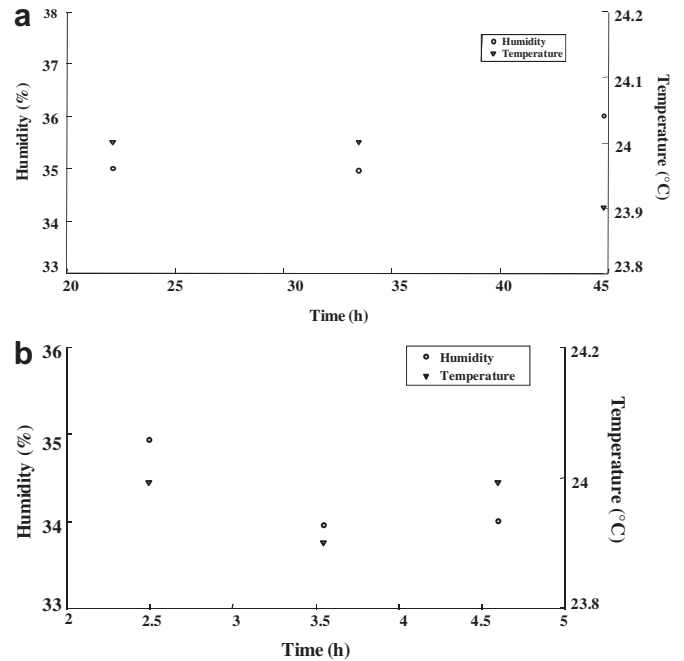 a
38
37
36
35
34
33
Humidity (%)
Humidity
Temperature
24.2
24.1
24
23.9
23.8
Temperature (°C)
20 25 30 35 40 45
Time (h)
b
36
35
34
33
Humidity (%)
Humidity
Temperature
24.2
24
23.8
Temperature (°C)
2 2.5 3 3.5 4 4.5 5
Time (h)